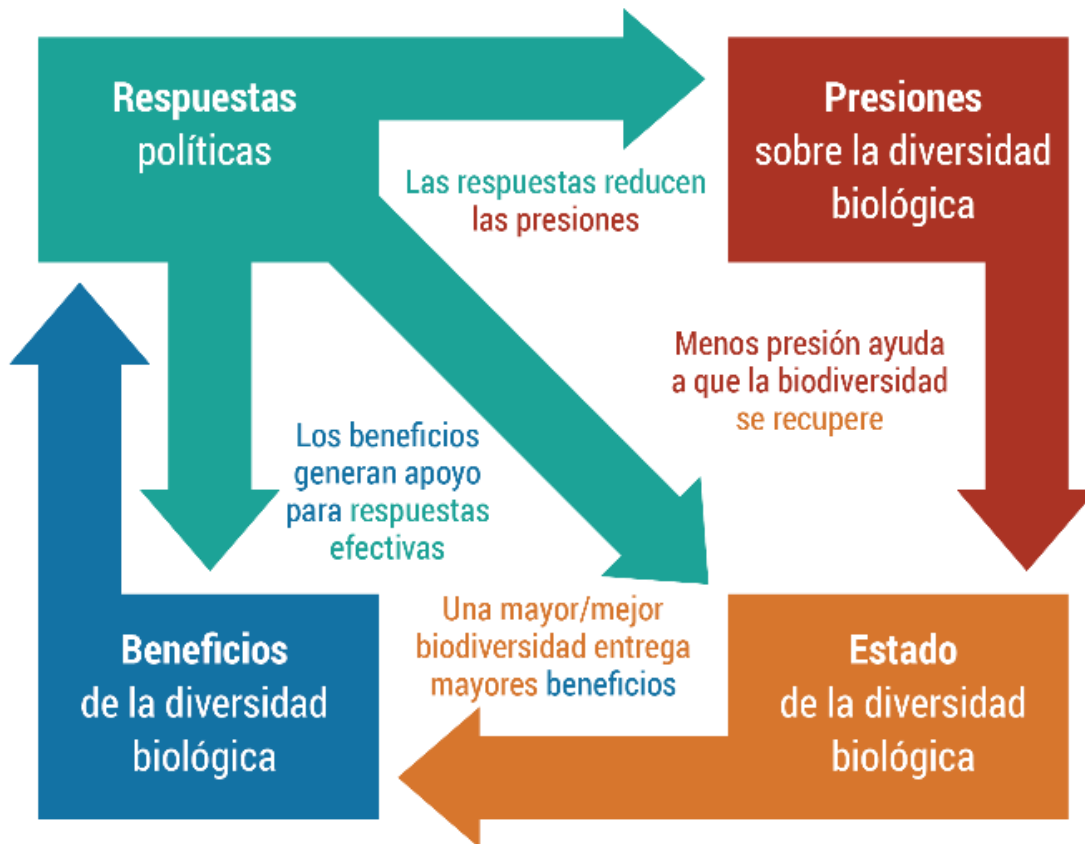 Respuestas
políticas
Presiones
sobre la diversidad
biológica
Las respuestas reducen
las presiones
Menos presión ayuda
a que la biodiversidad
se recupere
Los beneficios
generan apoyo
para respuestas
efectivas
Una mayor/mejor
biodiversidad entrega
mayores beneficios
Beneficios
de la diversidad
biológica
Estado
de la diversidad
biológica